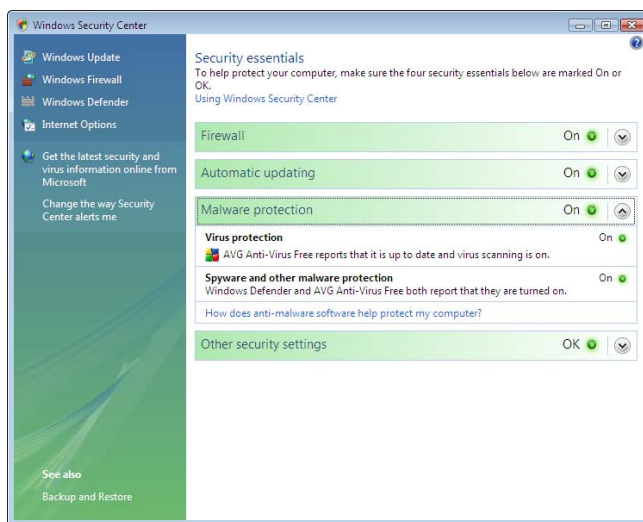 Windows Security Center
Windows Update
Windows Firewall
Windows Defender
Internet Options
Get the latest security and
virus information online from
Microsoft
Change the way Security
Center alerts me
See also
Backup and Restore
Security essentials
To help protect your computer, make sure the four security essentials below are marked On or
OK.
Using Windows Security Center
Firewall On
Automatic updating On
Malware protection On
Virus protection On
AVG Anti-Virus Free reports that it is up to date and virus scanning is on.
Spyware and other malware protection On
Windows Defender and AVG Anti-Virus Free both report that they are turned on.
How does anti-malware software help protect my computer?
Other security settings OK